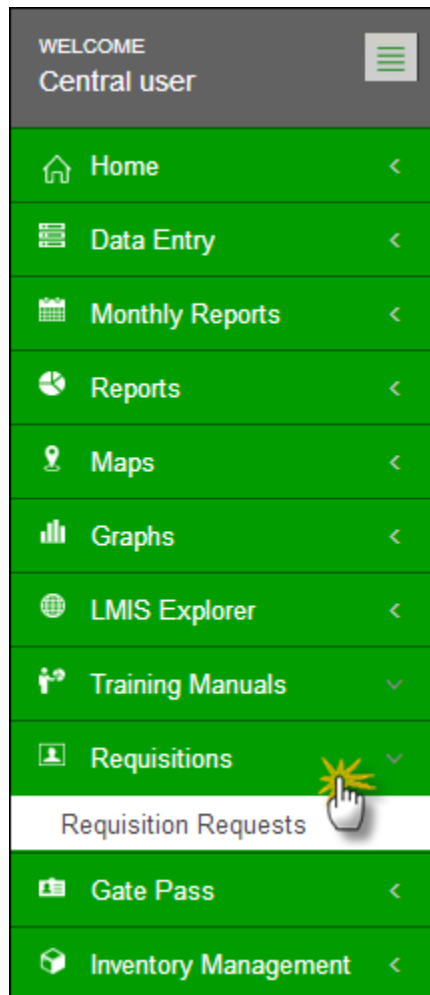 WELCOME
Central user
Home
Data Entry
Monthly Reports
Reports
Maps
Graphs
LMIS Explorer
Training Manuals
Requisitions
Requisition Requests
Gate Pass
Inventory Management